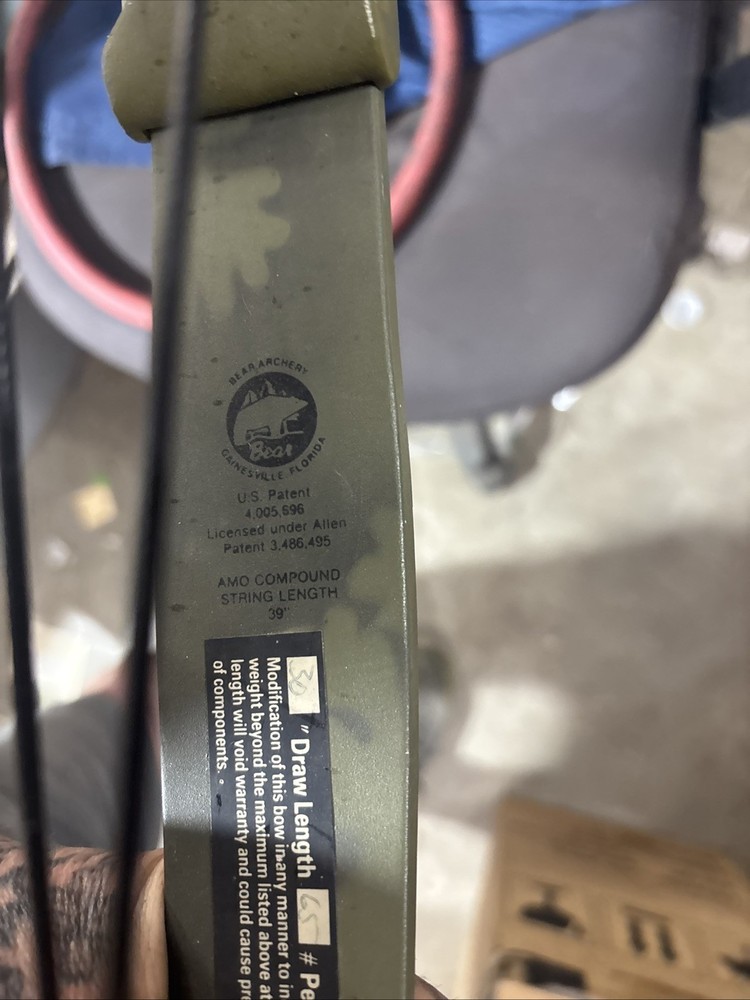 BEAR ARCHERY
Bear
GAINESVILLE FLORIDA
U.S. Patent
4,005,696
Licensed under Allen
Patent 3,486,495
AMO COMPOUND
STRING LENGTH
39"
30 " Draw Length 65 # Pe
Modification of this bow in any manner to in
weight beyond the maximum listed above at
length will void warranty and could cause pre
of components.